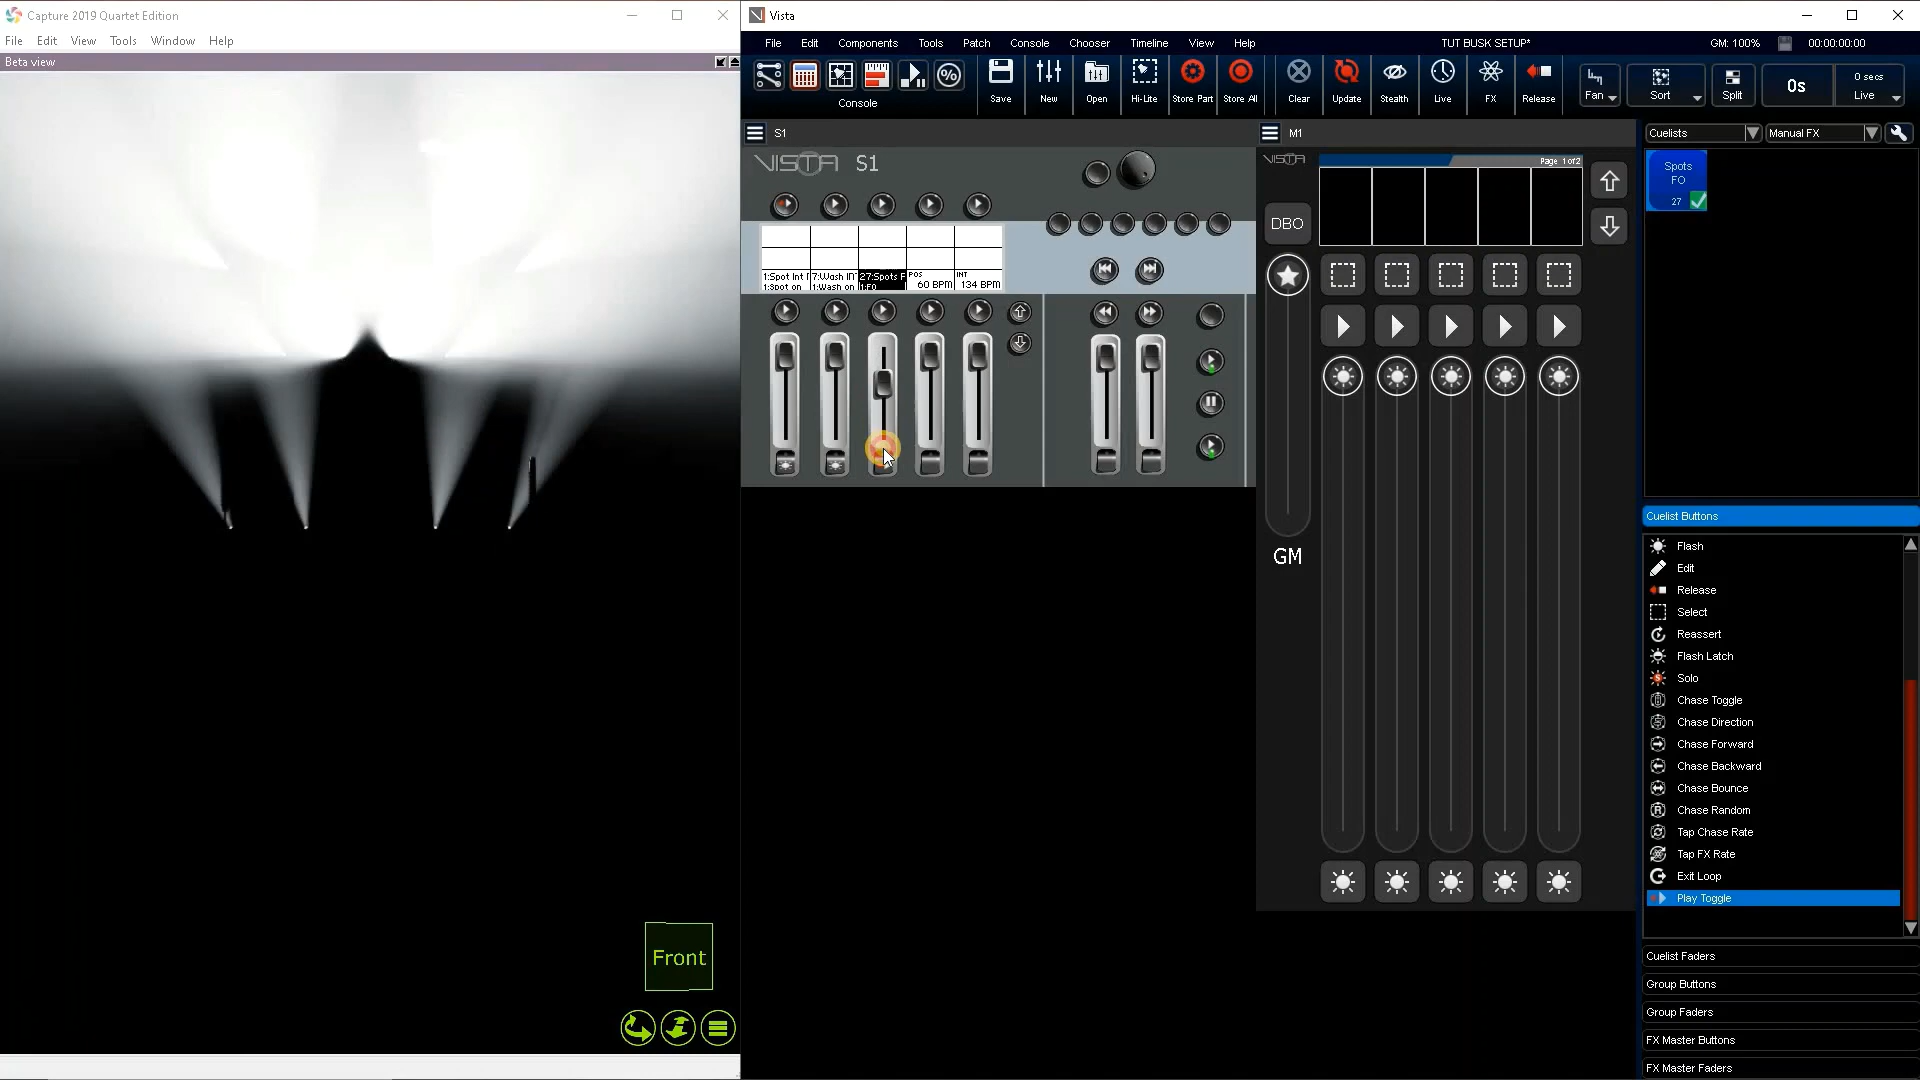 Capture 2019 Quartet Edition
File Edit View Tools Window Help
Beta view
Front
Vista
File Edit Components Tools Patch Console Chooser Timeline View Help
TUT BUSK SETUP*
GM: 100%
00:00:00:00
Console
Save
New
Open
Hi-Lite
Store Part
Store All
Clear
Update
Stealth
Live
FX
Release
Fan
Sort
Split
0s
0 secs
Live
S1
VISTA S1
1:Spot Int
7:Wash IN
27:Spots F
POS
INT
1:Spot on
1:Wash on
1:FO
60 BPM
134 BPM
M1
VISTA
Page 1 of 2
DBO
GM
Cuelists
Manual FX
Spots
FO
27
Cuelist Buttons
Flash
Edit
Release
Select
Reassert
Flash Latch
Solo
Chase Toggle
Chase Direction
Chase Forward
Chase Backward
Chase Bounce
Chase Random
Tap Chase Rate
Tap FX Rate
Exit Loop
Play Toggle
Cuelist Faders
Group Buttons
Group Faders
FX Master Buttons
FX Master Faders